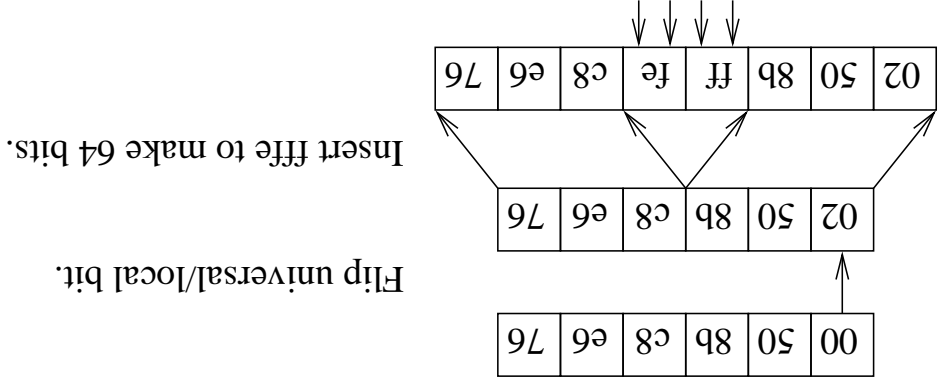 00 50 8b c8 e6 76
Flip universal/local bit.
02 50 8b c8 e6 76
Insert fffe to make 64 bits.
02 50 8b ff fe c8 e6 76